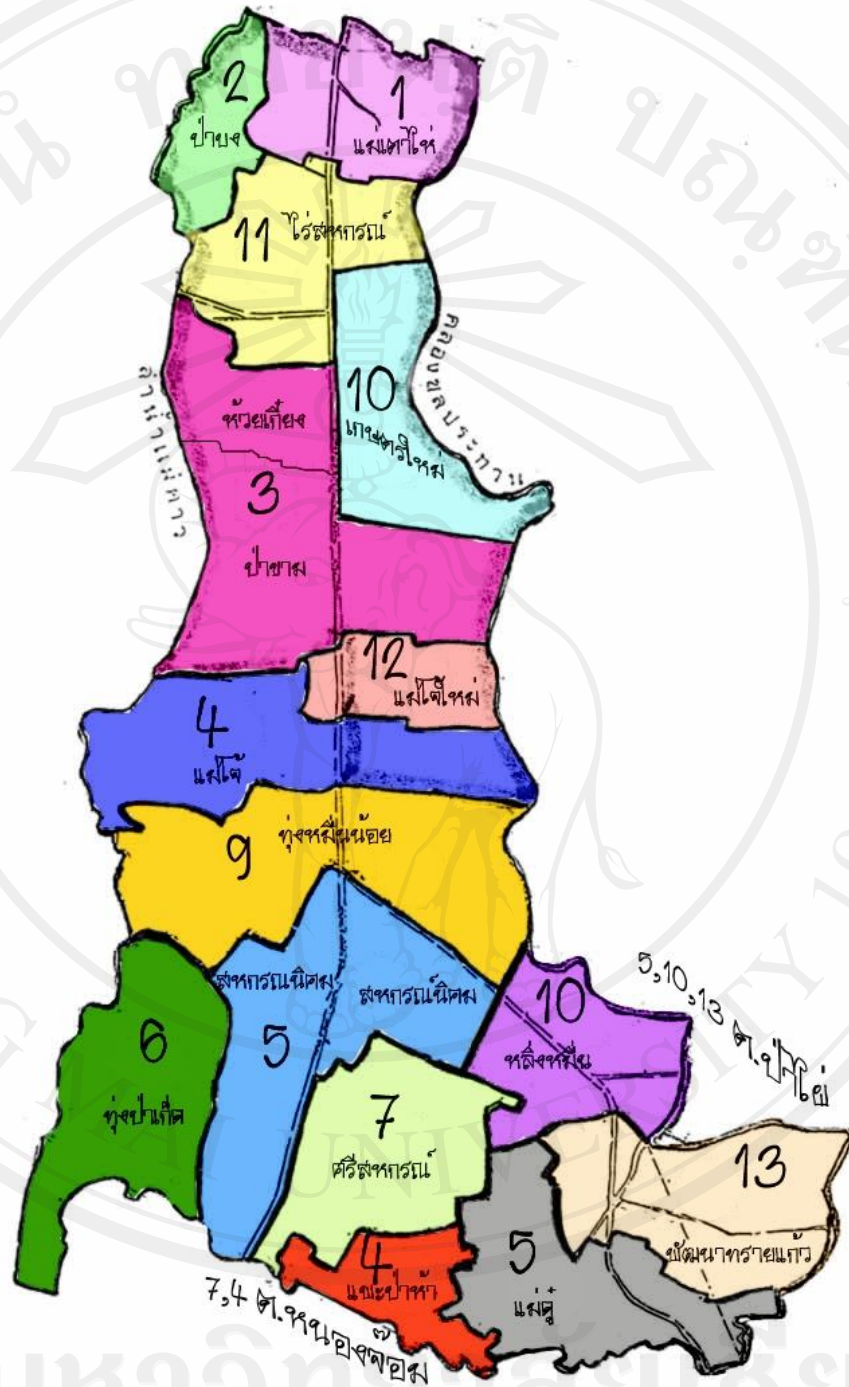 2
ป่าบง
1
แม่เตาไห่
11
ไร่สหกรณ์
10
เกษตรใหม่
คลองชลประทาน
ลำน้ำแม่คาว
ห้วยเกี๋ยง
3
ป่าขาม
12
แม่โจ้ใหม่
4
แม่โจ้
9
ทุ่งหมื่นน้อย
สหกรณ์นิคม
สหกรณ์นิคม
5
6
ทุ่งป่าเก็ด
10
หลิ่งหมื่น
5,10,13 ต.ป่าไผ่
7
ศรีสหกรณ์
13
พัฒนาทรายแก้ว
4
แพะป่าห้า
5
แม่คู่
7,4 ต.หนองจ๊อม